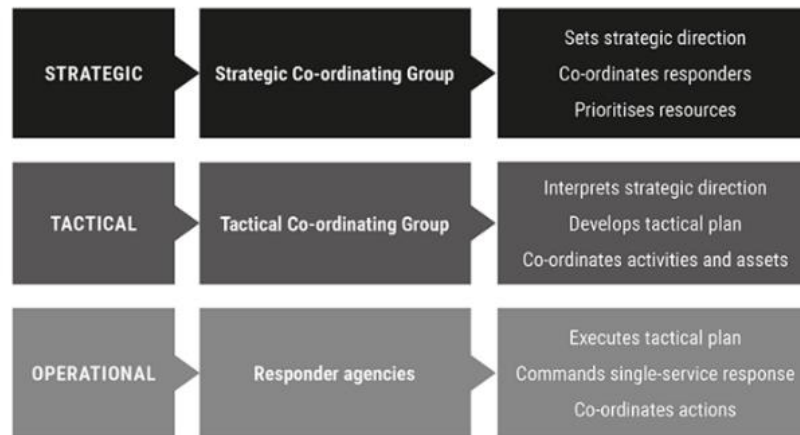 STRATEGIC
Strategic Co-ordinating Group
Sets strategic direction
Co-ordinates responders
Prioritises resources
TACTICAL
Tactical Co-ordinating Group
Interprets strategic direction
Develops tactical plan
Co-ordinates activities and assets
OPERATIONAL
Responder agencies
Executes tactical plan
Commands single-service response
Co-ordinates actions